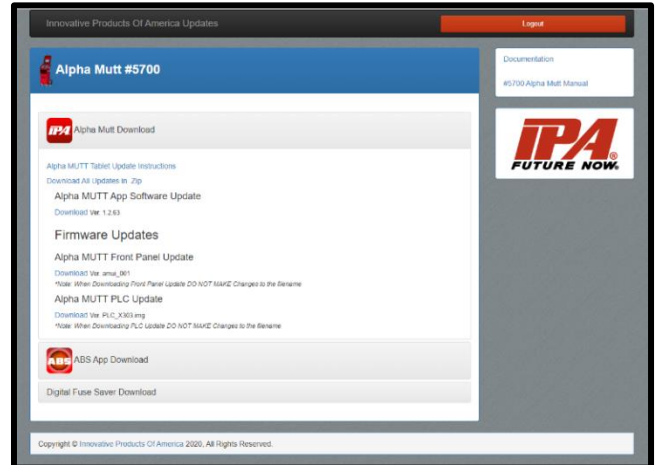 Innovative Products Of America Updates
Logout
Alpha Mutt #5700
IPA Alpha Mutt Download
Alpha MUTT Tablet Update Instructions
Download All Updates in .Zip
Alpha MUTT App Software Update
Download Ver. 1.2.63
Firmware Updates
Alpha MUTT Front Panel Update
Download Ver. amui_001
*Note: When Downloading Front Panel Update DO NOT MAKE Changes to the filename
Alpha MUTT PLC Update
Download Ver. PLC_X303.img
*Note: When Downloading PLC Update DO NOT MAKE Changes to the filename
ABS ABS App Download
Digital Fuse Saver Download
Documentation
#5700 Alpha Mutt Manual
IPA®
FUTURE NOW.
Copyright © Innovative Products Of America 2020, All Rights Reserved.